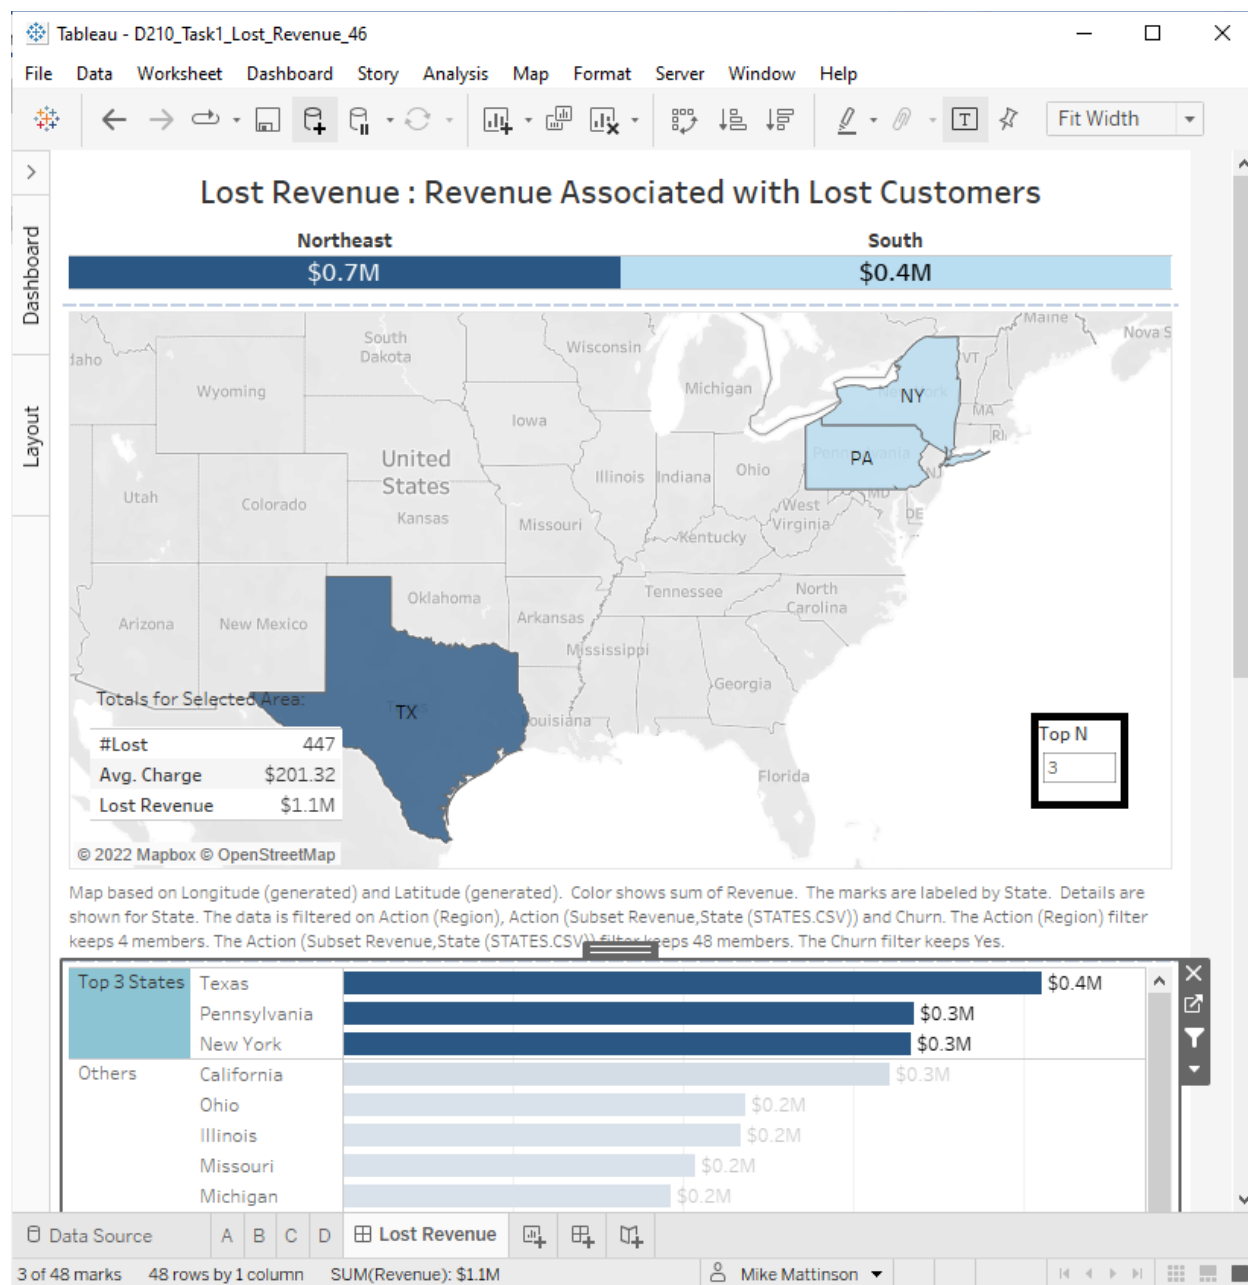 Tableau - D210_Task1_Lost_Revenue_46
File Data Worksheet Dashboard Story Analysis Map Format Server Window Help
T Fit Width
Dashboard
Layout
Lost Revenue : Revenue Associated with Lost Customers
Northeast South
$0.7M $0.4M
Maine
Nova S
South
Dakota
Wisconsin
VT
daho
Wyoming
Michigan
NY
New York
MA
Iowa
RI
PA
Pennsylvania
United
States
Illinois Indiana Ohio
NJ
MD
Utah
Colorado
Kansas
Missouri
West
Virginia
DE
Kentucky
Oklahoma
Tennessee
North
Carolina
Arizona New Mexico
Arkansas
Mississippi
Georgia
Totals for Selected Area:
TX
Texas
Louisiana
#Lost 447
Avg. Charge $201.32
Lost Revenue $1.1M
Florida
Top N
3
© 2022 Mapbox © OpenStreetMap
Map based on Longitude (generated) and Latitude (generated). Color shows sum of Revenue. The marks are labeled by State. Details are
shown for State. The data is filtered on Action (Region), Action (Subset Revenue,State (STATES.CSV)) and Churn. The Action (Region) filter
keeps 4 members. The Action (Subset Revenue,State (STATES.CSV)) filter keeps 48 members. The Churn filter keeps Yes.
Top 3 States Texas $0.4M
Pennsylvania $0.3M
New York $0.3M
Others California $0.3M
Ohio $0.2M
Illinois $0.2M
Missouri $0.2M
Michigan $0.2M
Data Source A B C D Lost Revenue
3 of 48 marks 48 rows by 1 column SUM(Revenue): $1.1M Mike Mattinson